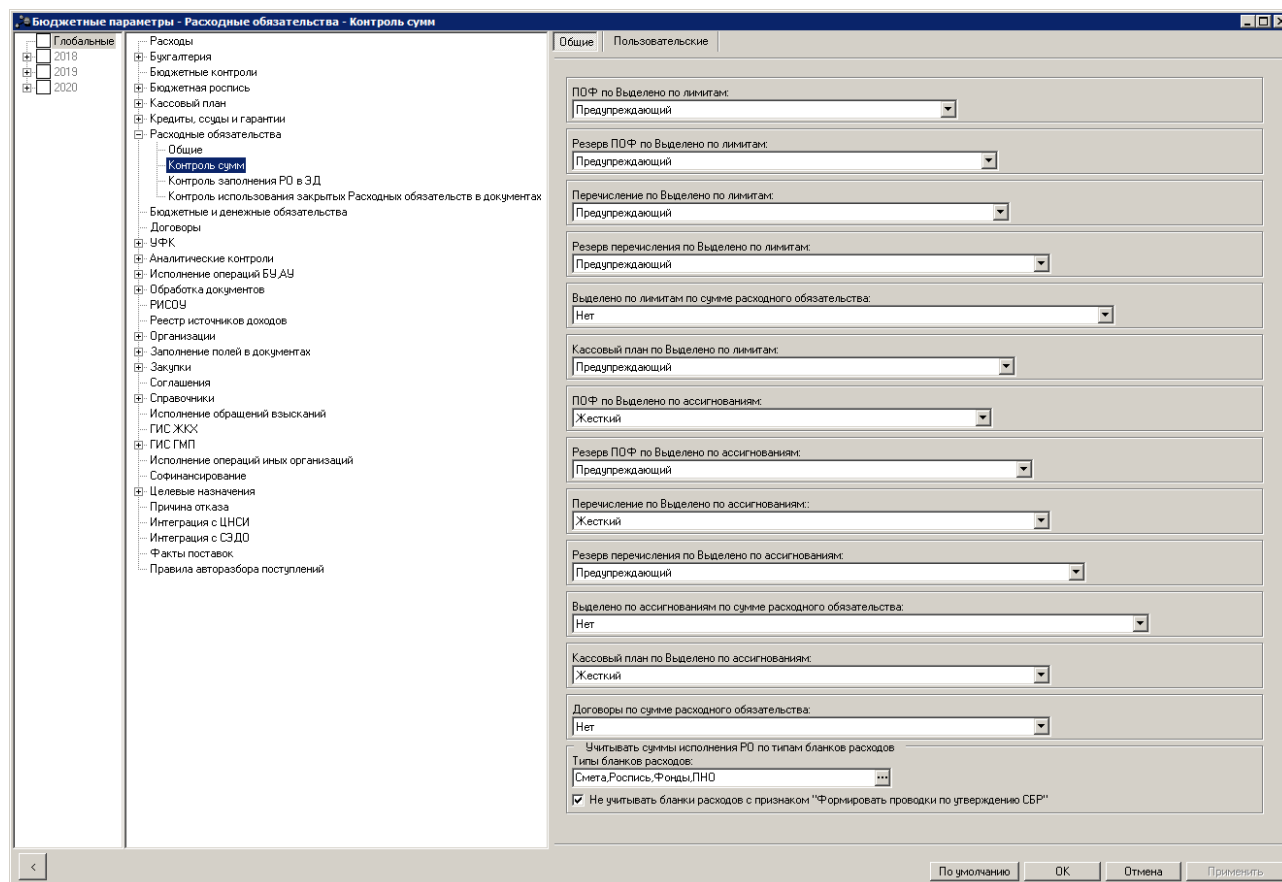 Бюджетные параметры - Расходные обязательства - Контроль сумм
Глобальные
2018
2019
2020
Расходы
Бухгалтерия
Бюджетные контроли
Бюджетная роспись
Кассовый план
Кредиты, ссуды и гарантии
Расходные обязательства
Общие
Контроль сумм
Контроль заполнения РО в ЭД
Контроль использования закрытых Расходных обязательств в документах
Бюджетные и денежные обязательства
Договоры
УФК
Аналитические контроли
Исполнение операций БУ,АУ
Обработка документов
РИСОУ
Реестр источников доходов
Организации
Заполнение полей в документах
Закупки
Соглашения
Справочники
Исполнение обращений взысканий
ГИС ЖКХ
ГИС ГМП
Исполнение операций иных организаций
Софинансирование
Целевые назначения
Причина отказа
Интеграция с ЦНСИ
Интеграция с СЭДО
Факты поставок
Правила авторазбора поступлений
Общие
Пользовательские
ПОФ по Выделено по лимитам:
Предупреждающий
Резерв ПОФ по Выделено по лимитам:
Предупреждающий
Перечисление по Выделено по лимитам:
Предупреждающий
Резерв перечисления по Выделено по лимитам:
Предупреждающий
Выделено по лимитам по сумме расходного обязательства:
Нет
Кассовый план по Выделено по лимитам:
Предупреждающий
ПОФ по Выделено по ассигнованиям:
Жесткий
Резерв ПОФ по Выделено по ассигнованиям:
Предупреждающий
Перечисление по Выделено по ассигнованиям::
Жесткий
Резерв перечисления по Выделено по ассигнованиям:
Предупреждающий
Выделено по ассигнованиям по сумме расходного обязательства:
Нет
Кассовый план по Выделено по ассигнованиям:
Жесткий
Договоры по сумме расходного обязательства:
Нет
Учитывать суммы исполнения РО по типам бланков расходов
Типы бланков расходов:
Смета,Роспись,Фонды,ПНО
...
Не учитывать бланки расходов с признаком "Формировать проводки по утверждению СБР"
<
По умолчанию
OK
Отмена
Применить